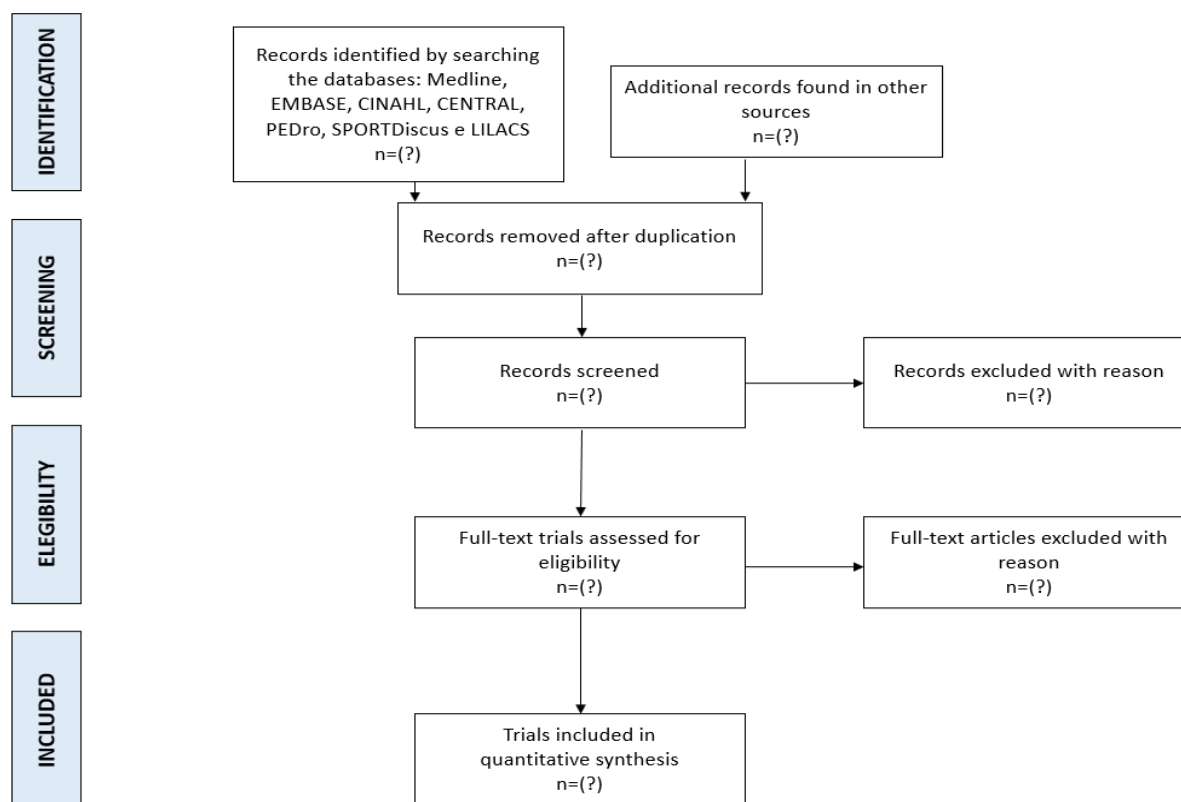 IDENTIFICATION
Records identified by searching
the databases: Medline,
EMBASE, CINAHL, CENTRAL,
PEDro, SPORTDiscus e LILACS
n=(?)
Additional records found in other
sources
n=(?)
SCREENING
Records removed after duplication
n=(?)
Records screened
n=(?)
Records excluded with reason
n=(?)
ELEGIBILITY
Full-text trials assessed for
eligibility
n=(?)
Full-text articles excluded with
reason
n=(?)
INCLUDED
Trials included in
quantitative synthesis
n=(?)